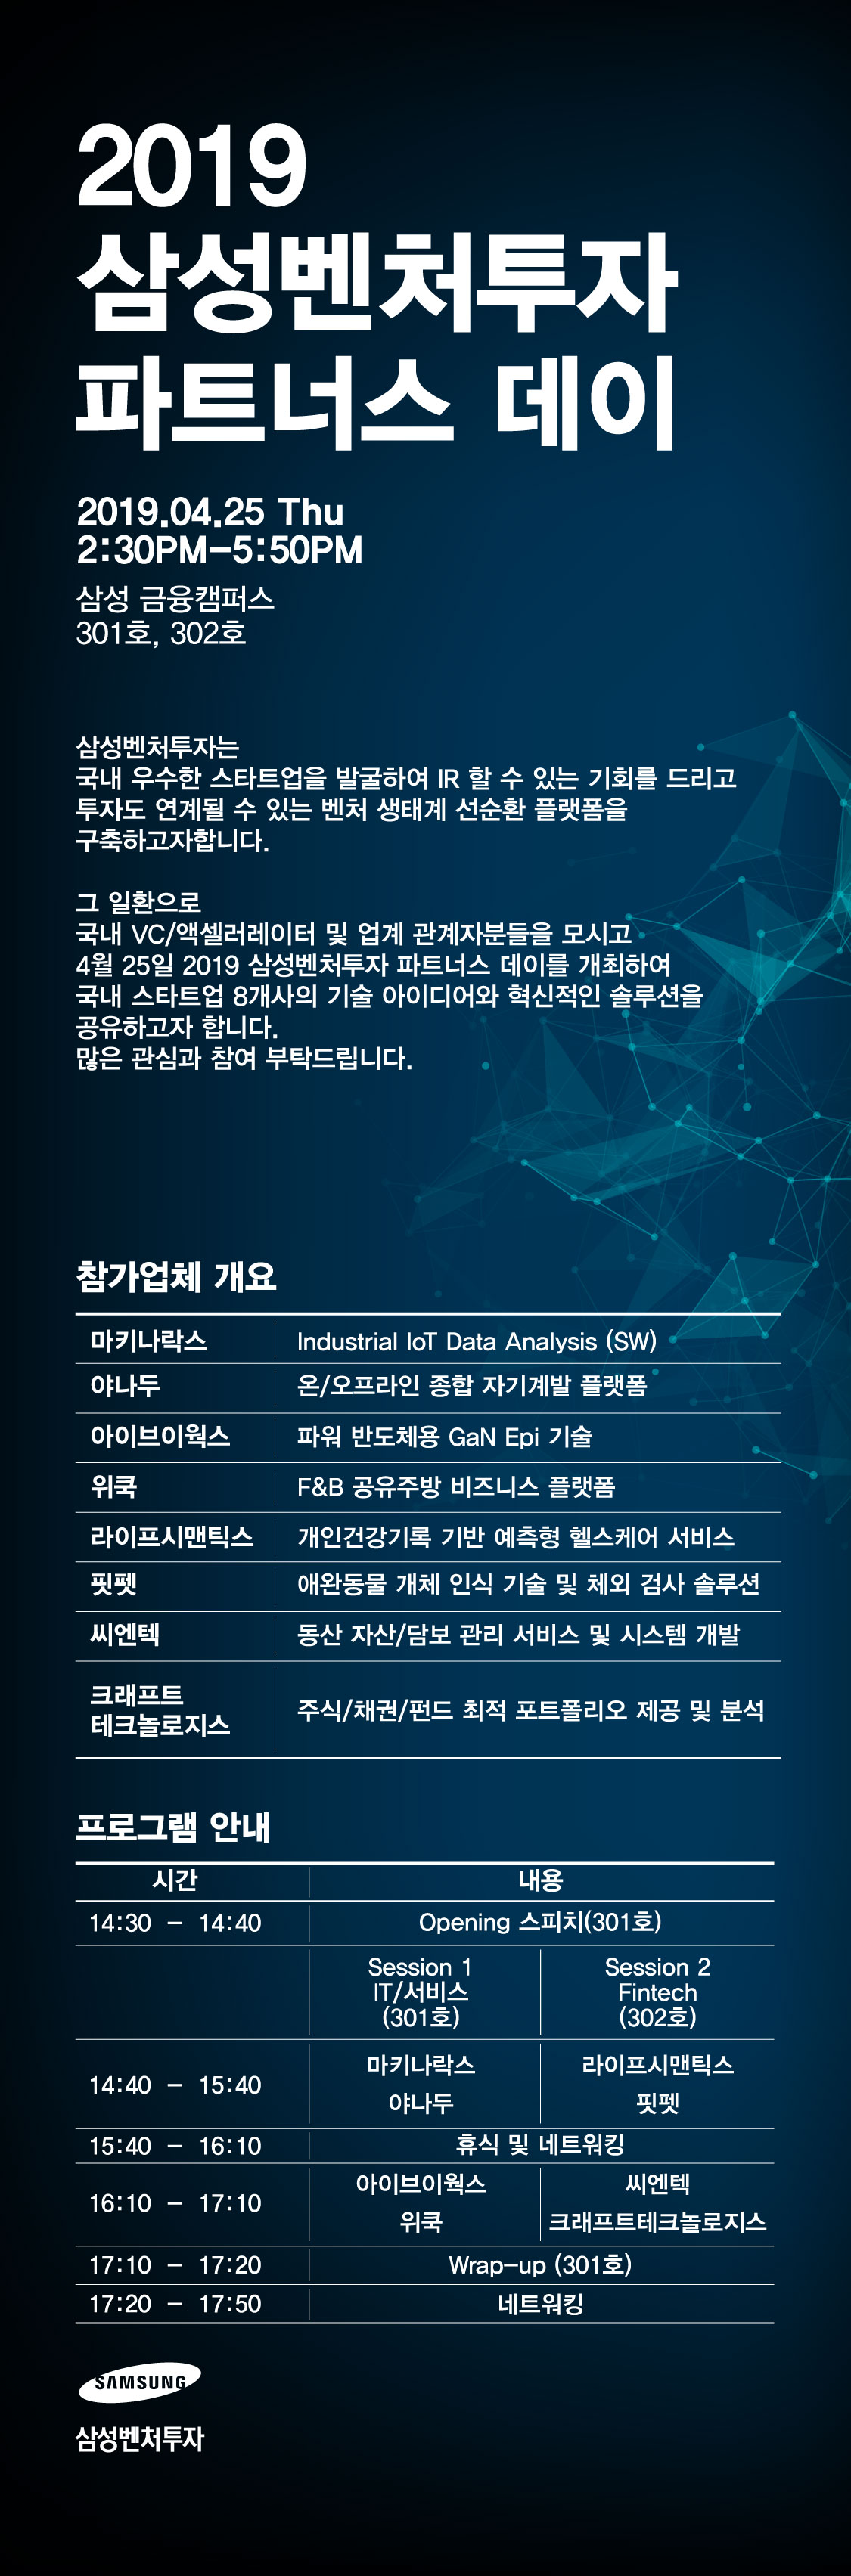 2019
삼성벤처투자
파트너스 데이
2019.04.25 Thu
2:30PM-5:50PM
삼성 금융캠퍼스
301호, 302호
삼성벤처투자는
국내 우수한 스타트업을 발굴하여 IR 할 수 있는 기회를 드리고
투자도 연계될 수 있는 벤처 생태계 선순환 플랫폼을
구축하고자합니다.
그 일환으로
국내 VC/액셀러레이터 및 업계 관계자분들을 모시고
4월 25일 2019 삼성벤처투자 파트너스 데이를 개최하여
국내 스타트업 8개사의 기술 아이디어와 혁신적인 솔루션을
공유하고자 합니다.
많은 관심과 참여 부탁드립니다.
참가업체 개요
마키나락스 Industrial IoT Data Analysis (SW)
야나두 온/오프라인 종합 자기계발 플랫폼
아이브이웍스 파워 반도체용 GaN Epi 기술
위쿡 F&B 공유주방 비즈니스 플랫폼
라이프시맨틱스 개인건강기록 기반 예측형 헬스케어 서비스
핏펫 애완동물 개체 인식 기술 및 체외 검사 솔루션
씨엔텍 동산 자산/담보 관리 서비스 및 시스템 개발
크래프트
테크놀로지스
주식/채권/펀드 최적 포트폴리오 제공 및 분석
프로그램 안내
시간 내용
14:30 - 14:40 Opening 스피치(301호)
Session 1 Session 2
IT/서비스 Fintech
(301호) (302호)
14:40 - 15:40
마키나락스 라이프시맨틱스
야나두 핏펫
15:40 - 16:10 휴식 및 네트워킹
16:10 - 17:10
아이브이웍스 씨엔텍
위쿡 크래프트테크놀로지스
17:10 - 17:20 Wrap-up (301호)
17:20 - 17:50 네트워킹
SAMSUNG
삼성벤처투자